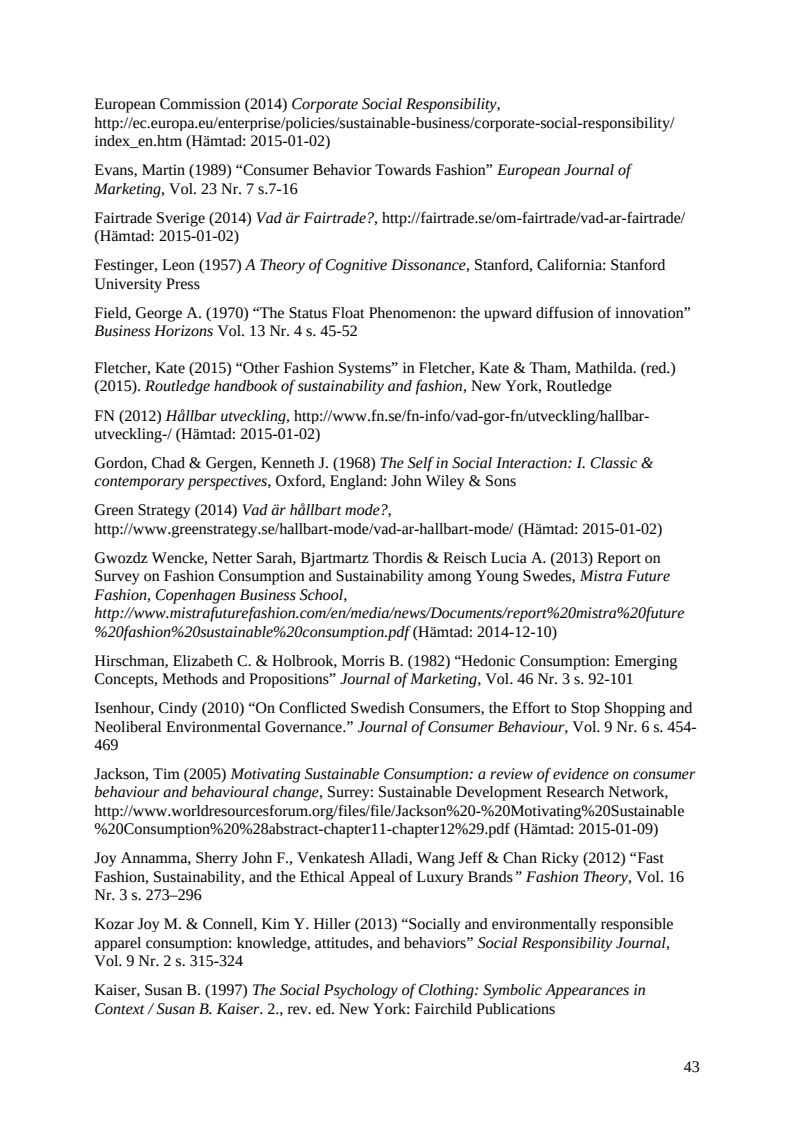 European Commission (2014) Corporate Social Responsibility,
http://ec.europa.eu/enterprise/policies/sustainable-business/corporate-social-responsibility/
index_en.htm (Hämtad: 2015-01-02)
Evans, Martin (1989) “Consumer Behavior Towards Fashion” European Journal of
Marketing, Vol. 23 Nr. 7 s.7-16
Fairtrade Sverige (2014) Vad är Fairtrade?, http://fairtrade.se/om-fairtrade/vad-ar-fairtrade/
(Hämtad: 2015-01-02)
Festinger, Leon (1957) A Theory of Cognitive Dissonance, Stanford, California: Stanford
University Press
Field, George A. (1970) “The Status Float Phenomenon: the upward diffusion of innovation”
Business Horizons Vol. 13 Nr. 4 s. 45-52
Fletcher, Kate (2015) “Other Fashion Systems” in Fletcher, Kate & Tham, Mathilda. (red.)
(2015). Routledge handbook of sustainability and fashion, New York, Routledge
FN (2012) Hållbar utveckling, http://www.fn.se/fn-info/vad-gor-fn/utveckling/hallbar-
utveckling-/ (Hämtad: 2015-01-02)
Gordon, Chad & Gergen, Kenneth J. (1968) The Self in Social Interaction: I. Classic &
contemporary perspectives, Oxford, England: John Wiley & Sons
Green Strategy (2014) Vad är hållbart mode?,
http://www.greenstrategy.se/hallbart-mode/vad-ar-hallbart-mode/ (Hämtad: 2015-01-02)
Gwozdz Wencke, Netter Sarah, Bjartmartz Thordis & Reisch Lucia A. (2013) Report on
Survey on Fashion Consumption and Sustainability among Young Swedes, Mistra Future
Fashion, Copenhagen Business School,
http://www.mistrafuturefashion.com/en/media/news/Documents/report%20mistra%20future
%20fashion%20sustainable%20consumption.pdf (Hämtad: 2014-12-10)
Hirschman, Elizabeth C. & Holbrook, Morris B. (1982) “Hedonic Consumption: Emerging
Concepts, Methods and Propositions” Journal of Marketing, Vol. 46 Nr. 3 s. 92-101
Isenhour, Cindy (2010) “On Conflicted Swedish Consumers, the Effort to Stop Shopping and
Neoliberal Environmental Governance.” Journal of Consumer Behaviour, Vol. 9 Nr. 6 s. 454-
469
Jackson, Tim (2005) Motivating Sustainable Consumption: a review of evidence on consumer
behaviour and behavioural change, Surrey: Sustainable Development Research Network,
http://www.worldresourcesforum.org/files/file/Jackson%20-%20Motivating%20Sustainable
%20Consumption%20%28abstract-chapter11-chapter12%29.pdf (Hämtad: 2015-01-09)
Joy Annamma, Sherry John F., Venkatesh Alladi, Wang Jeff & Chan Ricky (2012) “Fast
Fashion, Sustainability, and the Ethical Appeal of Luxury Brands” Fashion Theory, Vol. 16
Nr. 3 s. 273–296
Kozar Joy M. & Connell, Kim Y. Hiller (2013) “Socially and environmentally responsible
apparel consumption: knowledge, attitudes, and behaviors” Social Responsibility Journal,
Vol. 9 Nr. 2 s. 315-324
Kaiser, Susan B. (1997) The Social Psychology of Clothing: Symbolic Appearances in
Context / Susan B. Kaiser. 2., rev. ed. New York: Fairchild Publications
43